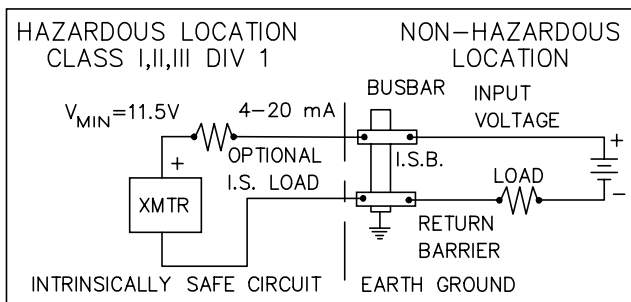 HAZARDOUS LOCATION
CLASS I,II,III DIV 1
NON-HAZARDOUS
LOCATION
BUSBAR
INPUT
VOLTAGE
VMIN=11.5V
4-20 mA
+
OPTIONAL
I.S. LOAD
I.S.B.
LOAD
+
-
XMTR
RETURN
BARRIER
INTRINSICALLY SAFE CIRCUIT
EARTH GROUND